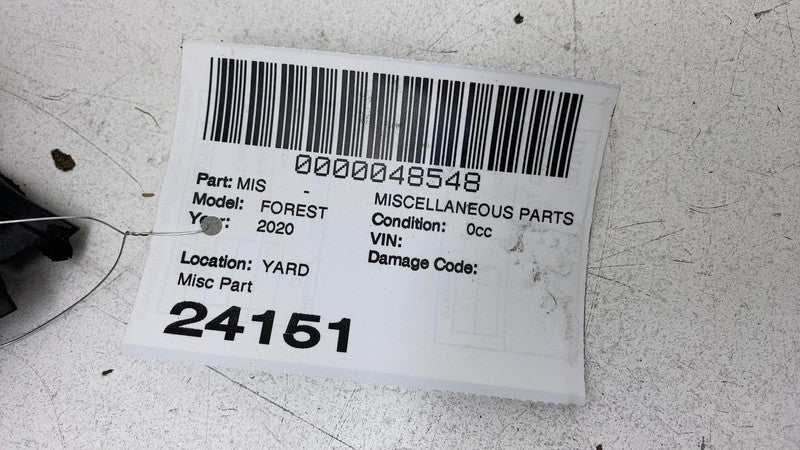 0000048548
Part: MIS - MISCELLANEOUS PARTS
Model: FOREST Condition: 0cc
Year: 2020 VIN:
Damage Code:
Location: YARD
Misc Part
24151